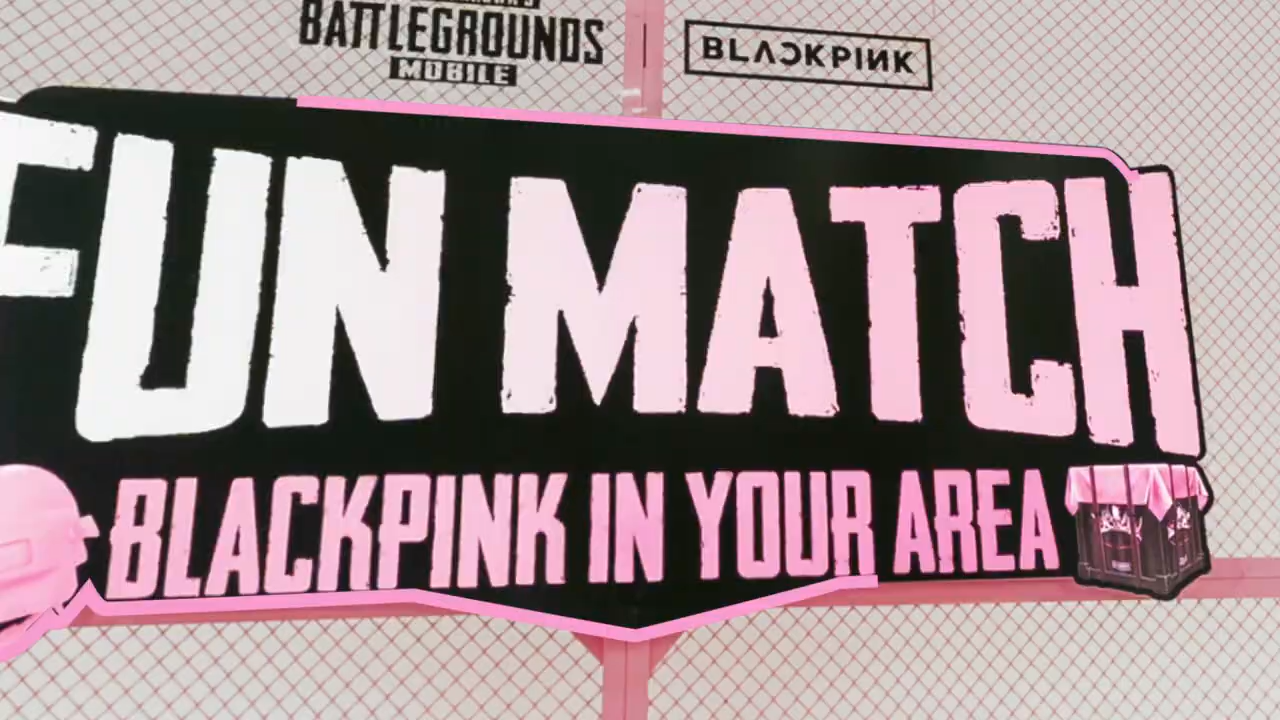 BATTLEGROUNDS
MOBILE
BLACKPINK
FUN MATCH
BLACKPINK IN YOUR AREA